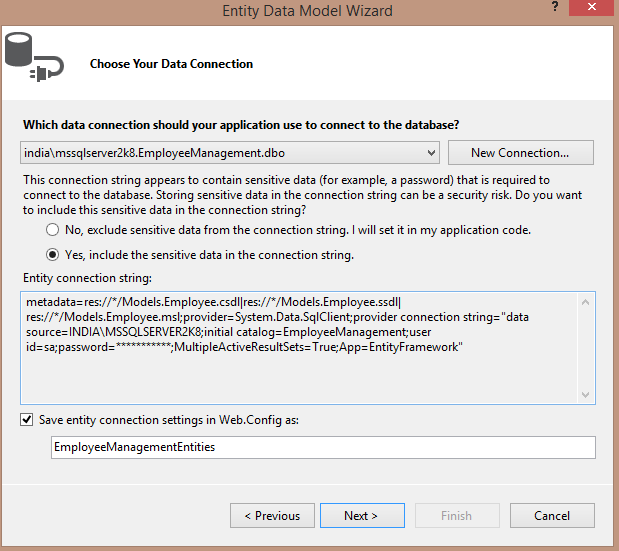 Entity Data Model Wizard
?
x
Choose Your Data Connection
Which data connection should your application use to connect to the database?
india\mssqlserver2k8.EmployeeManagement.dbo
New Connection...
This connection string appears to contain sensitive data (for example, a password) that is required to
connect to the database. Storing sensitive data in the connection string can be a security risk. Do you want
to include this sensitive data in the connection string?
No, exclude sensitive data from the connection string. I will set it in my application code.
Yes, include the sensitive data in the connection string.
Entity connection string:
metadata=res://*/Models.Employee.csdl|res://*/Models.Employee.ssdl|
res://*/Models.Employee.msl;provider=System.Data.SqlClient;provider connection string="data
source=INDIA\MSSQLSERVER2K8;initial catalog=EmployeeManagement;user
id=sa;password=***********;MultipleActiveResultSets=True;App=EntityFramework"
Save entity connection settings in Web.Config as:
EmployeeManagementEntities
< Previous
Next >
Finish
Cancel